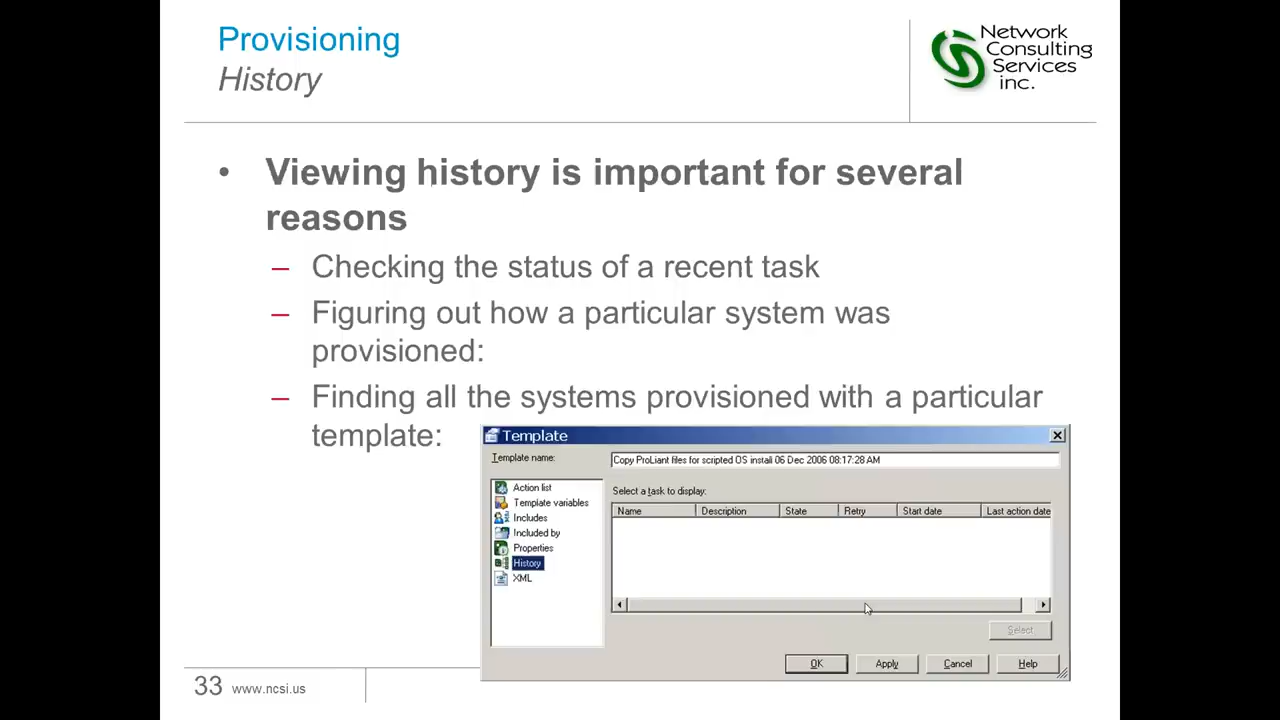 Provisioning
History
Network
Consulting
Services
inc.
• Viewing history is important for several
reasons
– Checking the status of a recent task
– Figuring out how a particular system was
provisioned:
– Finding all the systems provisioned with a particular
template:
Template
Template name:
Copy ProLiant files for scripted OS install 06 Dec 2006 08:17:28 AM
Action list
Template variables
Includes
Included by
Properties
History
XML
Select a task to display:
Name Description State Retry Start date Last action date
Select
OK Apply Cancel Help
33 www.ncsi.us